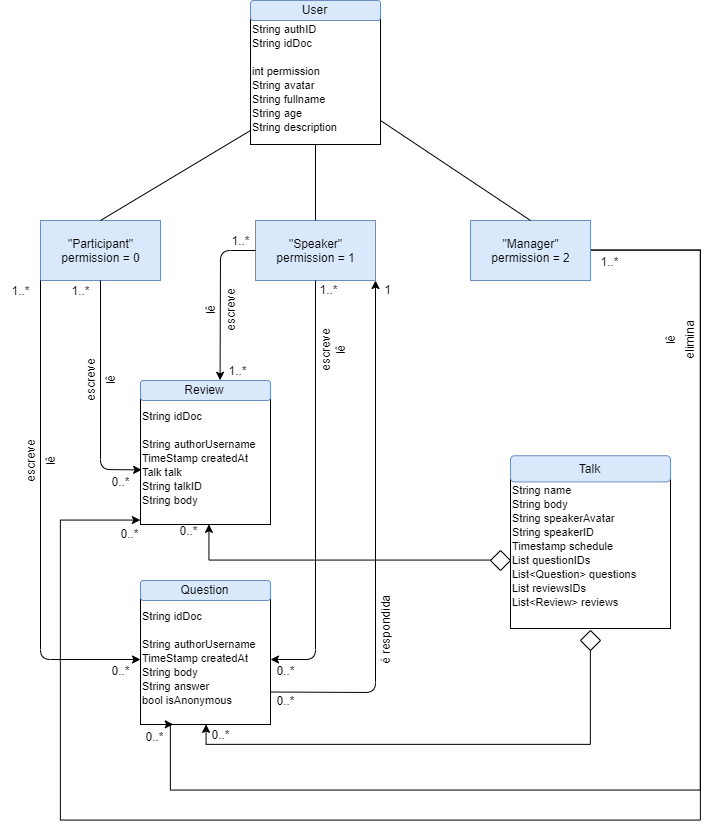 User
String authID
String idDoc
int permission
String avatar
String fullname
String age
String description
"Participant"
permission = 0
"Speaker"
permission = 1
"Manager"
permission = 2
1..*
1..*
1..*
1..*
1
1..*
escreve
lê
escreve
lê
lê
escreve
escreve
lê
lê
elimina
1..*
Review
String idDoc
String authorUsername
TimeStamp createdAt
Talk talk
String talkID
String body
0..*
0..*
0..*
Talk
String name
String body
String speakerAvatar
String speakerID
Timestamp schedule
List questionIDs
List<Question> questions
List reviewsIDs
List<Review> reviews
Question
String idDoc
String authorUsername
TimeStamp createdAt
String body
String answer
bool isAnonymous
0..*
0..*
0..*
é respondida
0..*
0..*